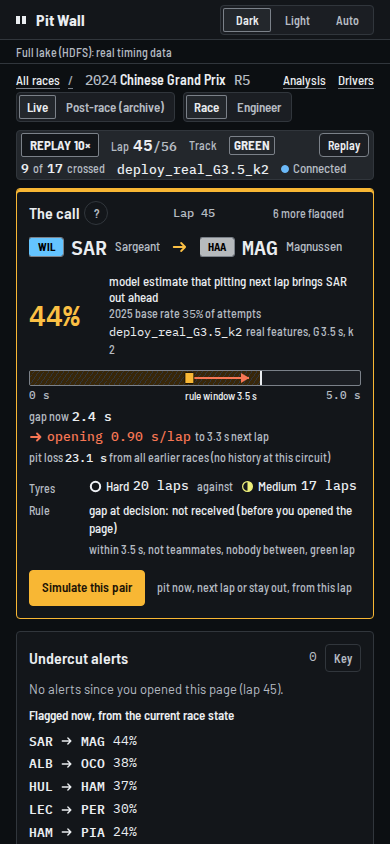 Pit Wall
Dark Light Auto
Full lake (HDFS): real timing data
All races / 2024 Chinese Grand Prix R5 Analysis Drivers
Live Post-race (archive) Race Engineer
REPLAY 10× Lap 45/56 Track GREEN Replay
9 of 17 crossed deploy_real_G3.5_k2 Connected
The call ? Lap 45 6 more flagged
WIL SAR Sargeant → HAA MAG Magnussen
44%
model estimate that pitting next lap brings SAR
out ahead
2025 base rate 35% of attempts
deploy_real_G3.5_k2 real features, G 3.5, k
2
0 s rule window 3.5 s 5.0 s
gap now 2.4 s
→ opening 0.90 s/lap to 3.3 s next lap
pit loss 23.1 s from all earlier races (no history at this circuit)
Tyres Hard 20 laps against Medium 17 laps
Rule gap at decision: not received (before you opened the
page)
within 3.5 s, not teammates, nobody between, green lap
Simulate this pair pit now, next lap or stay out, from this lap
Undercut alerts 0 Key
No alerts since you opened this page (lap 45).
Flagged now, from the current race state
SAR → MAG 44%
ALB → OCO 38%
HUL → HAM 37%
LEC → PER 30%
HAM → PIA 24%